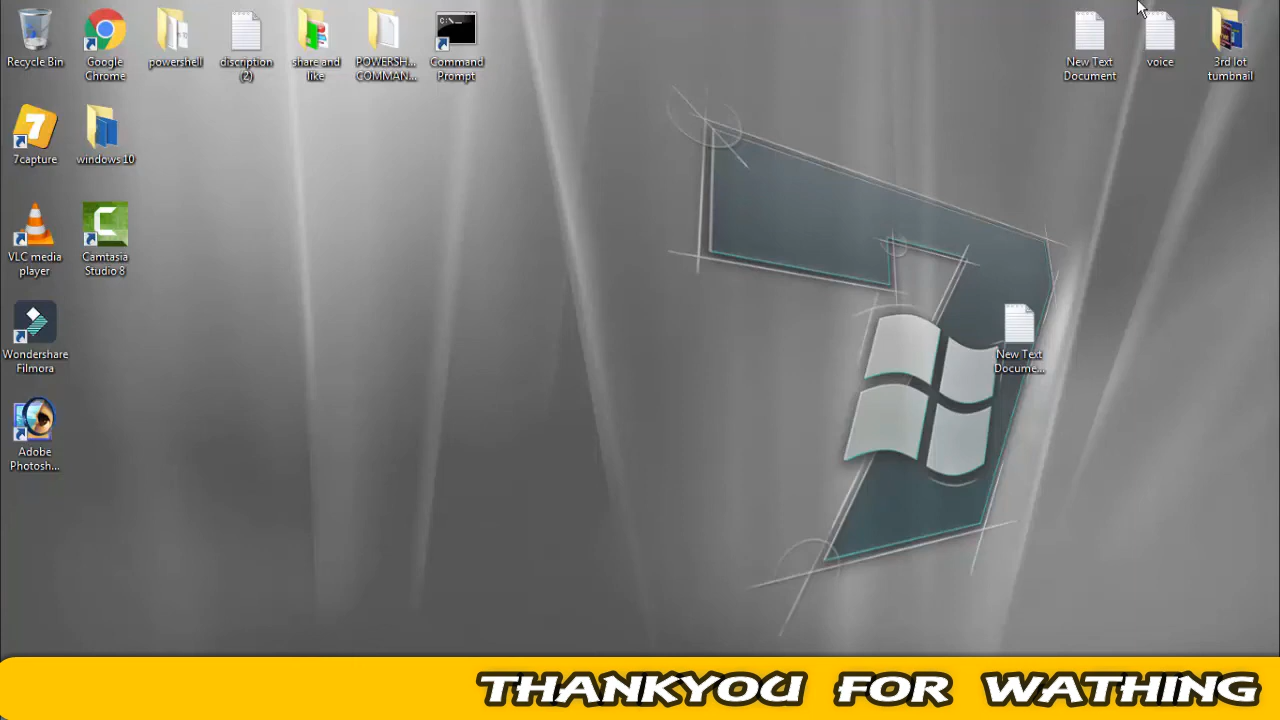 Recycle Bin
Google
Chrome
powershell
discription
(2)
share and
like
POWERSH...
COMMAN...
C:\.
Command
Prompt
New Text
Document
voice
3rd lot
tumbnail
7
7capture
windows 10
VLC media
player
C
Camtasia
Studio 8
Wondershare
Filmora
New Text
Docume...
Adobe
Photosh...
THANKYOU FOR WATHING